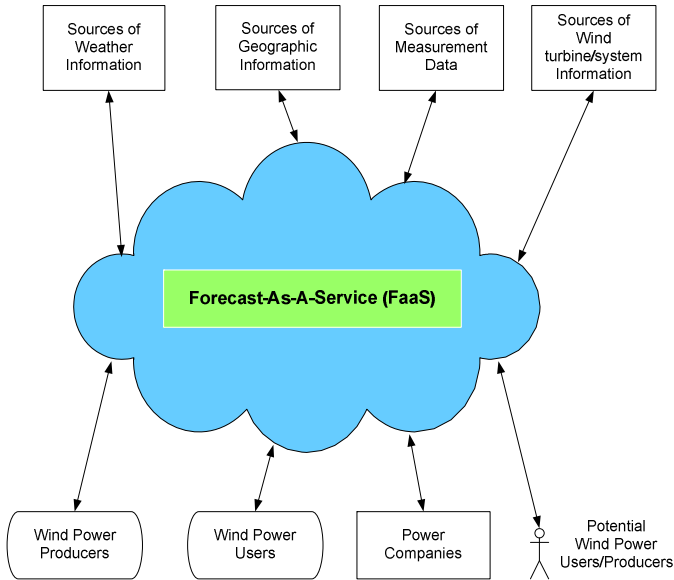 Sources of
Weather
Information
Sources of
Geographic
Information
Sources of
Measurement
Data
Sources of
Wind
turbine/system
Information
Forecast-As-A-Service (FaaS)
Wind Power
Producers
Wind Power
Users
Power
Companies
Potential
Wind Power
Users/Producers